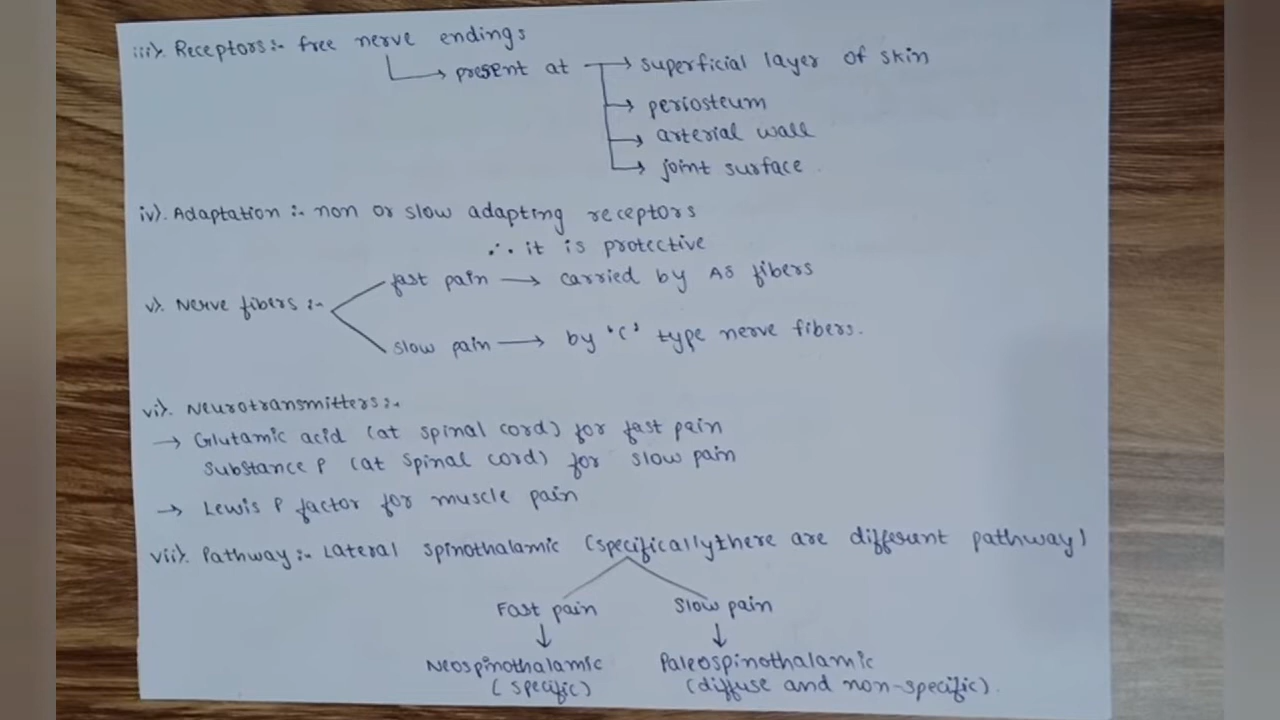 iii). Receptors:- free nerve endings
present at → superficial layer of skin
→ periosteum
→ arterial wall
→ joint surface
iv). Adaptation :- non or slow adapting receptors
∴ it is protective
fast pain → carried by Aδ fibers
v). Nerve fibers :-
slow pain → by 'C' type nerve fibers.
vi). Neurotransmitters:-
→ Glutamic acid (at spinal cord) for fast pain
substance P (at spinal cord) for slow pain
→ Lewis P factor for muscle pain
vii). Pathway:- Lateral spinothalamic (specifically there are different pathway)
Fast pain Slow pain
↓ ↓
Neospinothalamic Paleospinothalamic
(specific) (diffuse and non-specific).